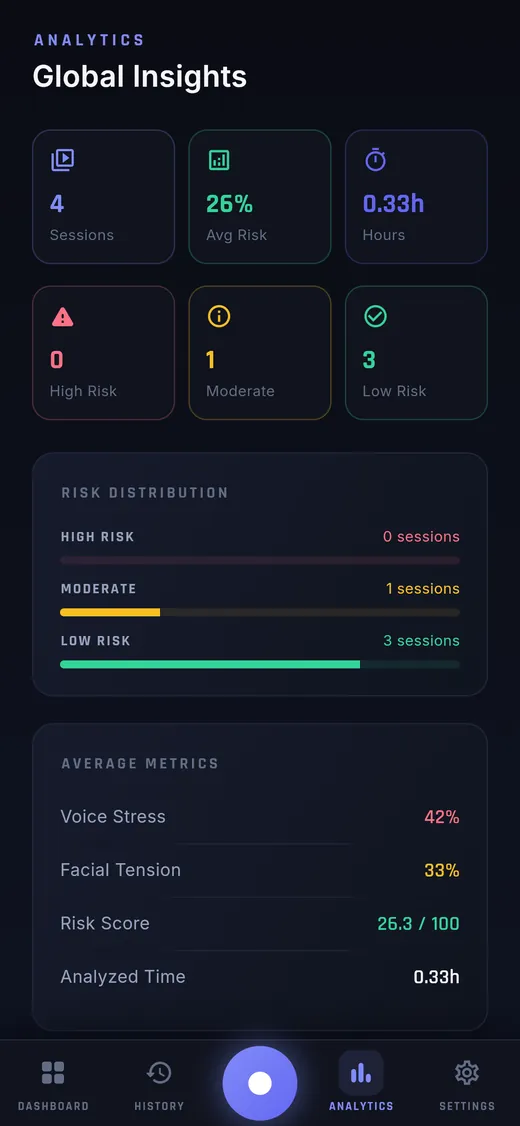 ANALYTICS
Global Insights
4
Sessions
26%
Avg Risk
0.33h
Hours
0
High Risk
1
Moderate
3
Low Risk
RISK DISTRIBUTION
HIGH RISK 0 sessions
MODERATE 1 sessions
LOW RISK 3 sessions
AVERAGE METRICS
Voice Stress 42%
Facial Tension 33%
Risk Score 26.3 / 100
Analyzed Time 0.33h
DASHBOARD HISTORY ANALYTICS SETTINGS